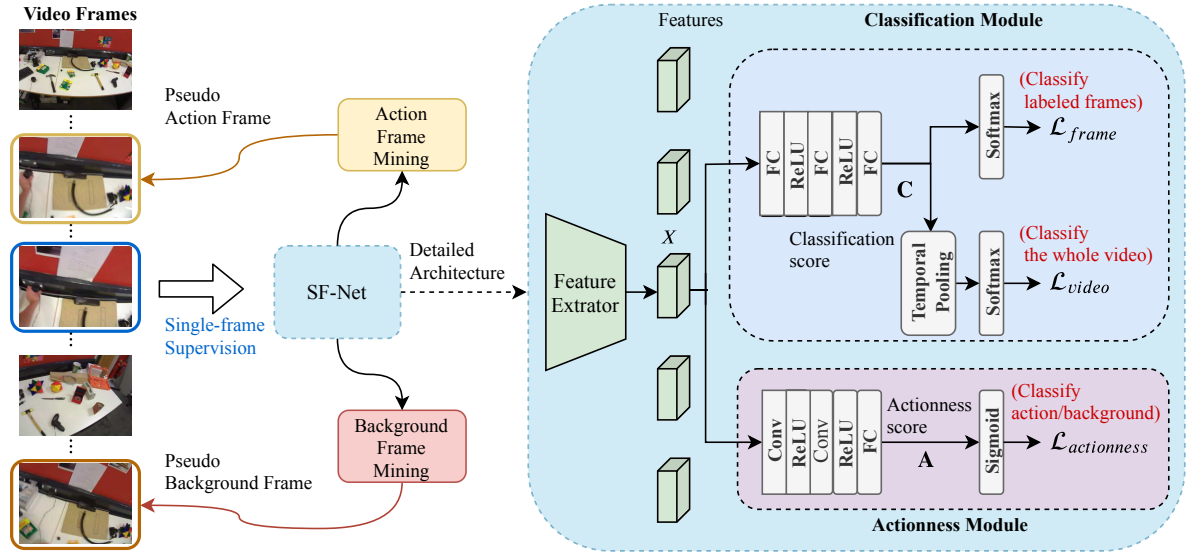 Video Frames
Pseudo
Action Frame
Action
Frame
Mining
Single-frame
Supervision
SF-Net
Detailed
Architecture
Background
Frame
Mining
Pseudo
Background Frame
Features
X
Feature
Extrator
Classification Module
FC
ReLU
FC
ReLU
FC
C
Classification
score
Softmax
(Classify
labeled frames)
ℒframe
Temporal
Pooling
Softmax
(Classify
the whole video)
ℒvideo
Conv
ReLU
Conv
ReLU
FC
Actionness
score
A
Sigmoid
(Classify
action/background)
ℒactionness
Actionness Module